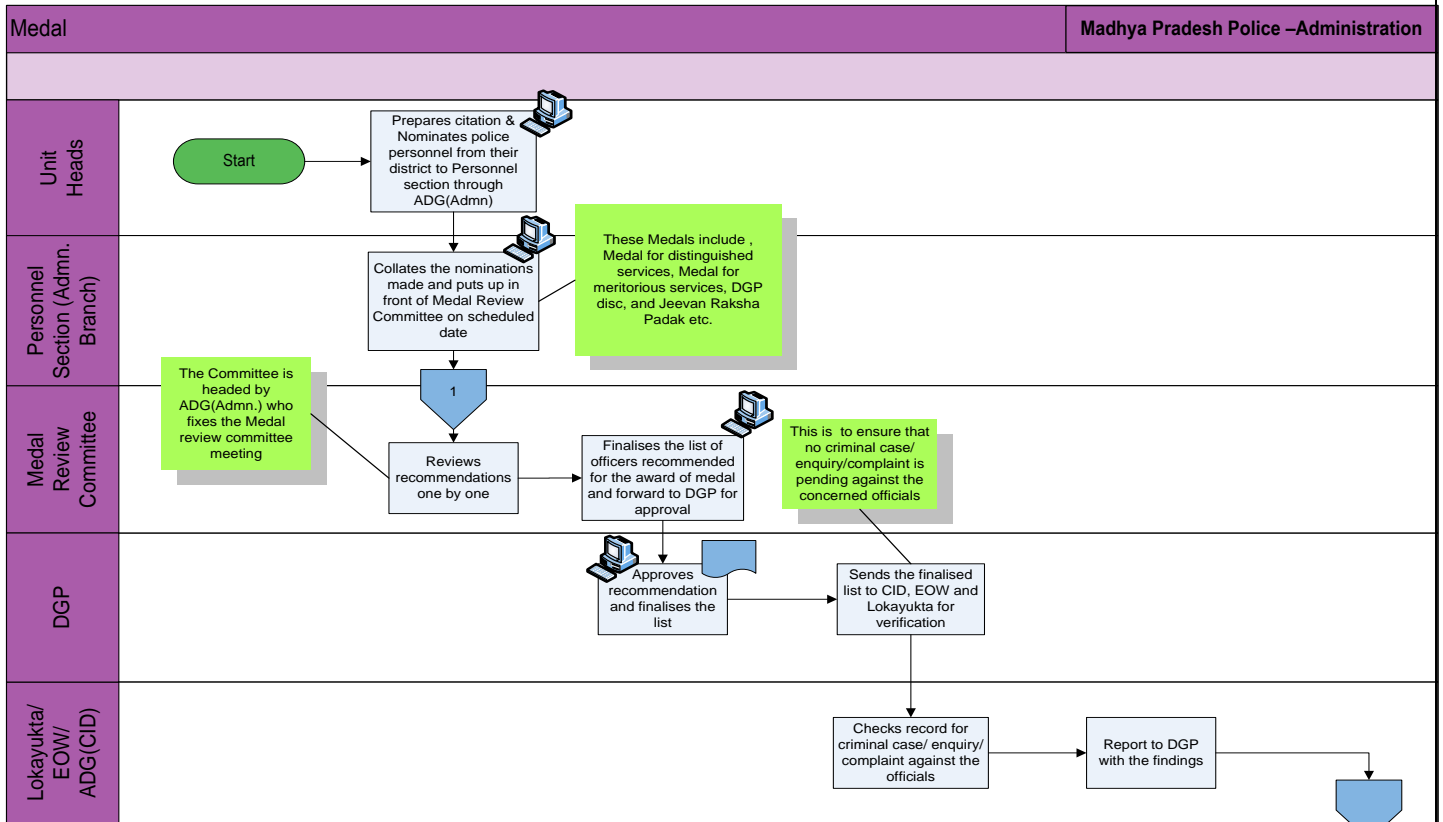 Medal
Madhya Pradesh Police –Administration
Unit
Heads
Start
Prepares citation &
Nominates police
personnel from their
district to Personnel
section through
ADG(Admn)
Personnel
Section (Admn.
Branch)
Collates the nominations
made and puts up in
front of Medal Review
Committee on scheduled
date
These Medals include ,
Medal for distinguished
services, Medal for
meritorious services, DGP
disc, and Jeevan Raksha
Padak etc.
Medal
Review
Committee
The Committee is
headed by
ADG(Admn.) who
fixes the Medal
review committee
meeting
1
Reviews
recommendations
one by one
Finalises the list of
officers recommended
for the award of medal
and forward to DGP for
approval
This is  to ensure that
no criminal case/
enquiry/complaint is
pending against the
concerned officials
DGP
Approves
recommendation
and finalises the
list
Sends the finalised
list to CID, EOW and
Lokayukta for
verification
Lokayukta/
EOW/
ADG(CID)
Checks record for
criminal case/ enquiry/
complaint against the
officials
Report to DGP
with the findings